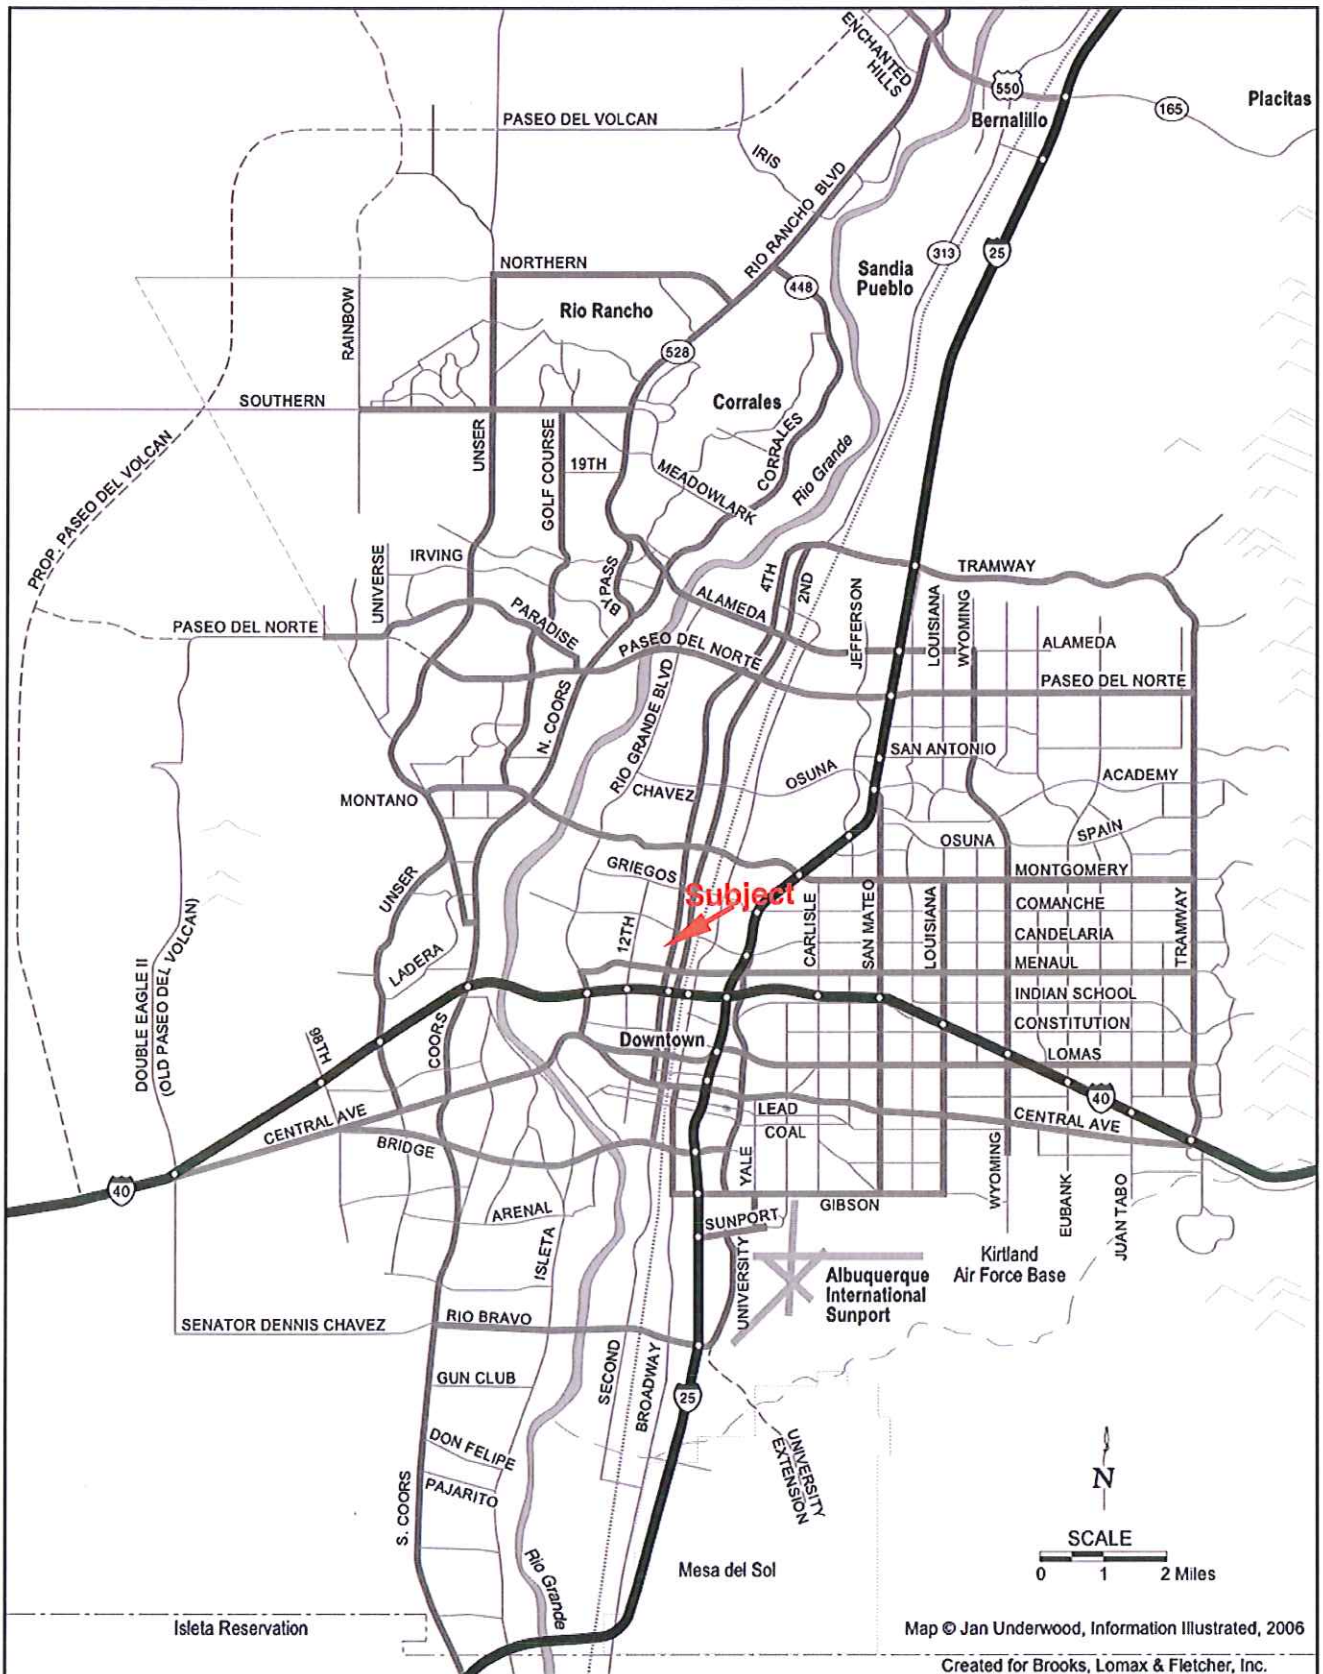 ENCHANTED
HILLS
550
Bernalillo
165
Placitas
PASEO DEL VOLCAN
IRIS
RIO RANCHO BLVD
313
25
Sandia
Pueblo
NORTHERN
448
RAINBOW
Rio Rancho
528
SOUTHERN
Corrales
UNSER
GOLF COURSE
19TH
MEADOWLARK
CORRALES
Rio Grande
PROP. PASEO DEL VOLCAN
UNIVERSE
IRVING
BY-PASS
4TH
2ND
TRAMWAY
PASEO DEL NORTE
PARADISE
ALAMEDA
JEFFERSON
LOUISIANA
WYOMING
ALAMEDA
PASEO DEL NORTE
PASEO DEL NORTE
N. COORS
RIO GRANDE BLVD
SAN ANTONIO
MONTANO
CHAVEZ
OSUNA
ACADEMY
OSUNA
SPAIN
GRIEGOS
MONTGOMERY
UNSER
Subject
CARLISLE
SAN MATEO
LOUISIANA
COMANCHE
TRAMWAY
12TH
CANDELARIA
LADERA
MENAUL
DOUBLE EAGLE II
(OLD PASEO DEL VOLCAN)
INDIAN SCHOOL
98TH
COORS
Downtown
CONSTITUTION
LOMAS
40
CENTRAL AVE
LEAD
COAL
CENTRAL AVE
BRIDGE
YALE
WYOMING
EUBANK
JUAN TABO
40
ARENAL
GIBSON
SUNPORT
ISLETA
UNIVERSITY
Kirtland
Air Force Base
Albuquerque
International
Sunport
SENATOR DENNIS CHAVEZ
RIO BRAVO
SECOND
BROADWAY
GUN CLUB
25
DON FELIPE
UNIVERSITY
EXTENSION
PAJARITO
S. COORS
N
SCALE
0 1 2 Miles
Rio Grande
Mesa del Sol
Isleta Reservation
Map © Jan Underwood, Information Illustrated, 2006
Created for Brooks, Lomax & Fletcher, Inc.